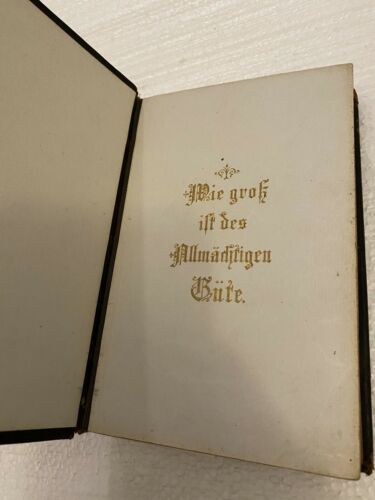 Wie groß
iſt des
Allmächtigen
Güte.